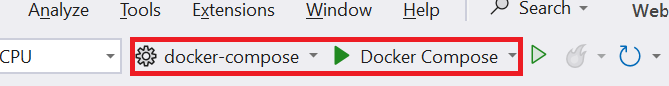 Analyze Tools Extensions Window Help Search Web
CPU docker-compose Docker Compose